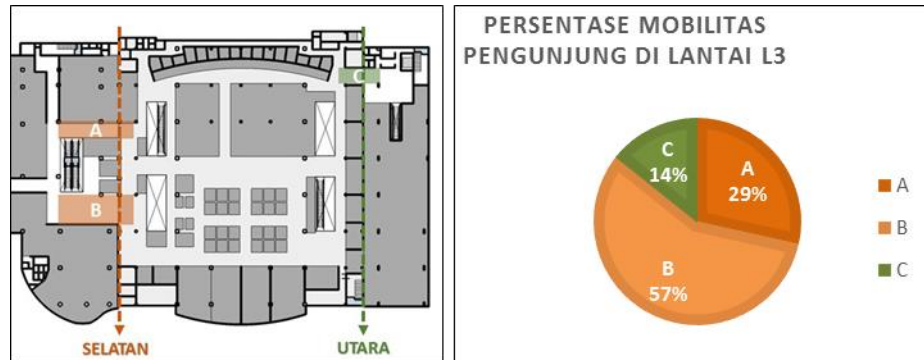 A
B
C
SELATAN
UTARA
PERSENTASE MOBILITAS
PENGUNJUNG DI LANTAI L3
C
14%
A
29%
B
57%
A
B
C